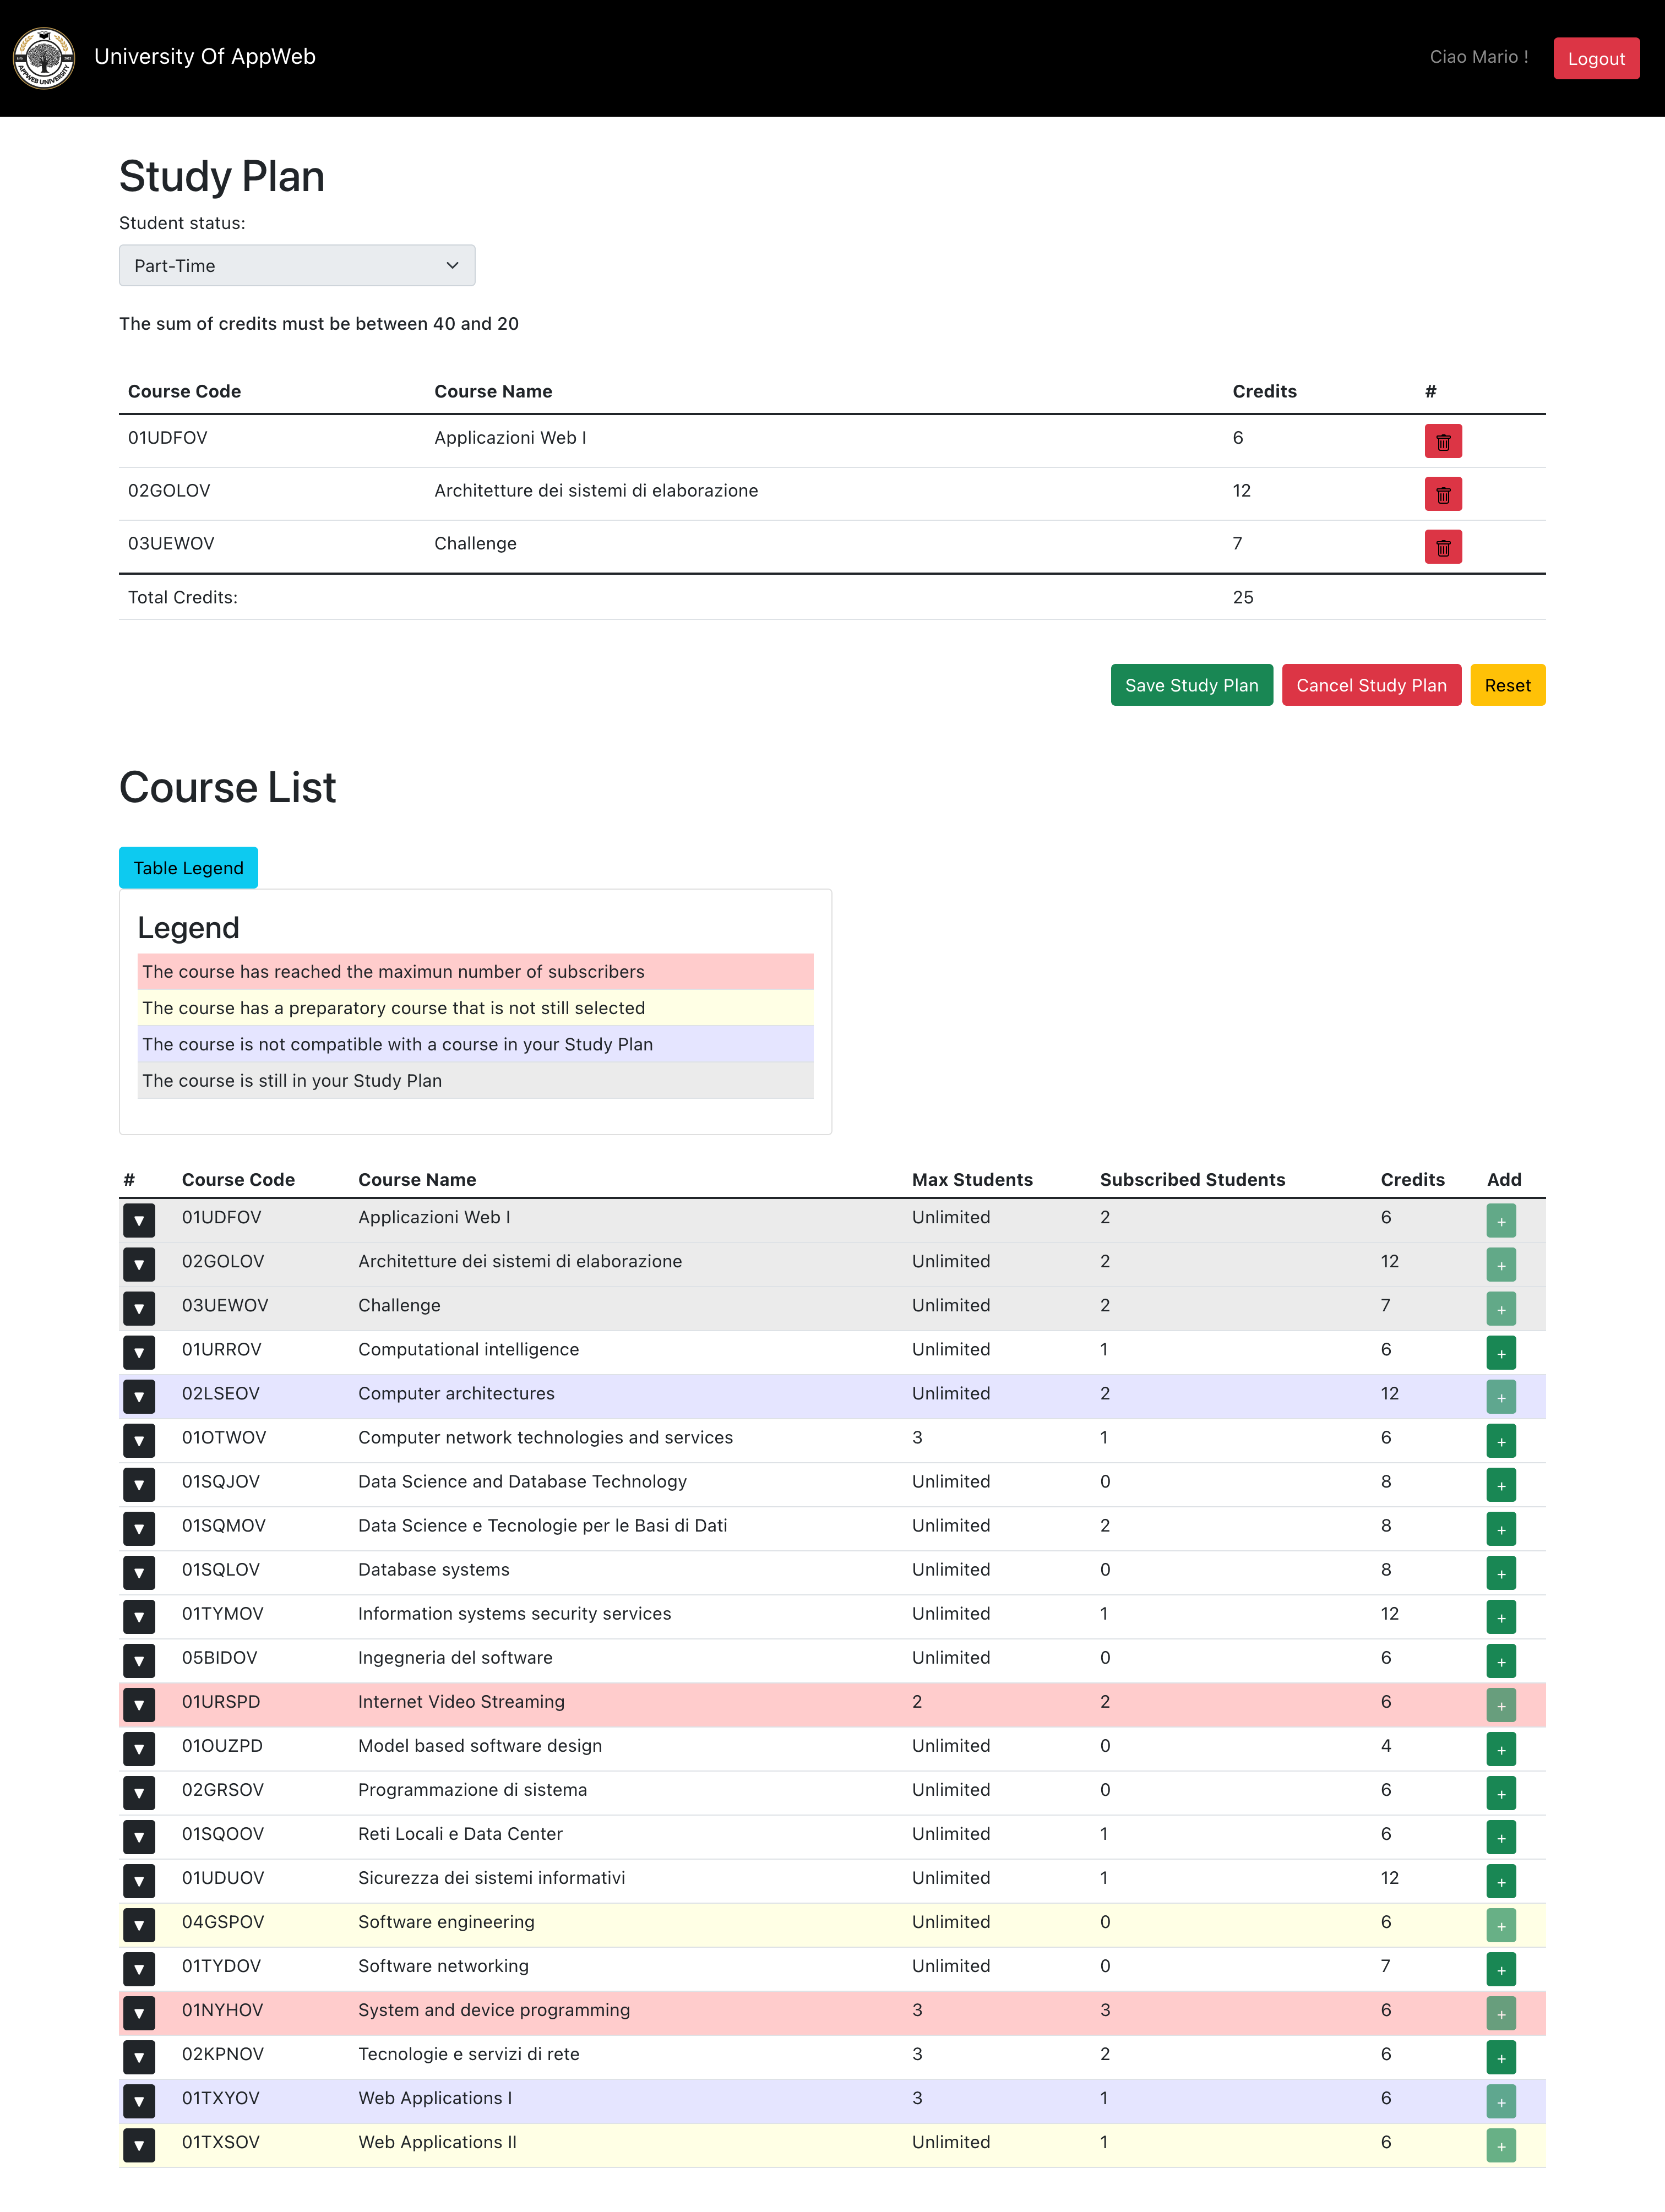 APPWEB UNIVERSITY
University Of AppWeb
Ciao Mario !
Logout
Study Plan
Student status:
Part-Time
The sum of credits must be between 40 and 20
Course Code Course Name Credits #
01UDFOV Applicazioni Web I 6
02GOLOV Architetture dei sistemi di elaborazione 12
03UEWOV Challenge 7
Total Credits: 25
Save Study Plan Cancel Study Plan Reset
Course List
Table Legend
Legend
The course has reached the maximun number of subscribers
The course has a preparatory course that is not still selected
The course is not compatible with a course in your Study Plan
The course is still in your Study Plan
# Course Code Course Name Max Students Subscribed Students Credits Add
▼ 01UDFOV Applicazioni Web I Unlimited 2 6 +
▼ 02GOLOV Architetture dei sistemi di elaborazione Unlimited 2 12 +
▼ 03UEWOV Challenge Unlimited 2 7 +
▼ 01URROV Computational intelligence Unlimited 1 6 +
▼ 02LSEOV Computer architectures Unlimited 2 12 +
▼ 01OTWOV Computer network technologies and services 3 1 6 +
▼ 01SQJOV Data Science and Database Technology Unlimited 0 8 +
▼ 01SQMOV Data Science e Tecnologie per le Basi di Dati Unlimited 2 8 +
▼ 01SQLOV Database systems Unlimited 0 8 +
▼ 01TYMOV Information systems security services Unlimited 1 12 +
▼ 05BIDOV Ingegneria del software Unlimited 0 6 +
▼ 01URSPD Internet Video Streaming 2 2 6 +
▼ 01OUZPD Model based software design Unlimited 0 4 +
▼ 02GRSOV Programmazione di sistema Unlimited 0 6 +
▼ 01SQOOV Reti Locali e Data Center Unlimited 1 6 +
▼ 01UDUOV Sicurezza dei sistemi informativi Unlimited 1 12 +
▼ 04GSPOV Software engineering Unlimited 0 6 +
▼ 01TYDOV Software networking Unlimited 0 7 +
▼ 01NYHOV System and device programming 3 3 6 +
▼ 02KPNOV Tecnologie e servizi di rete 3 2 6 +
▼ 01TXYOV Web Applications I 3 1 6 +
▼ 01TXSOV Web Applications II Unlimited 1 6 +